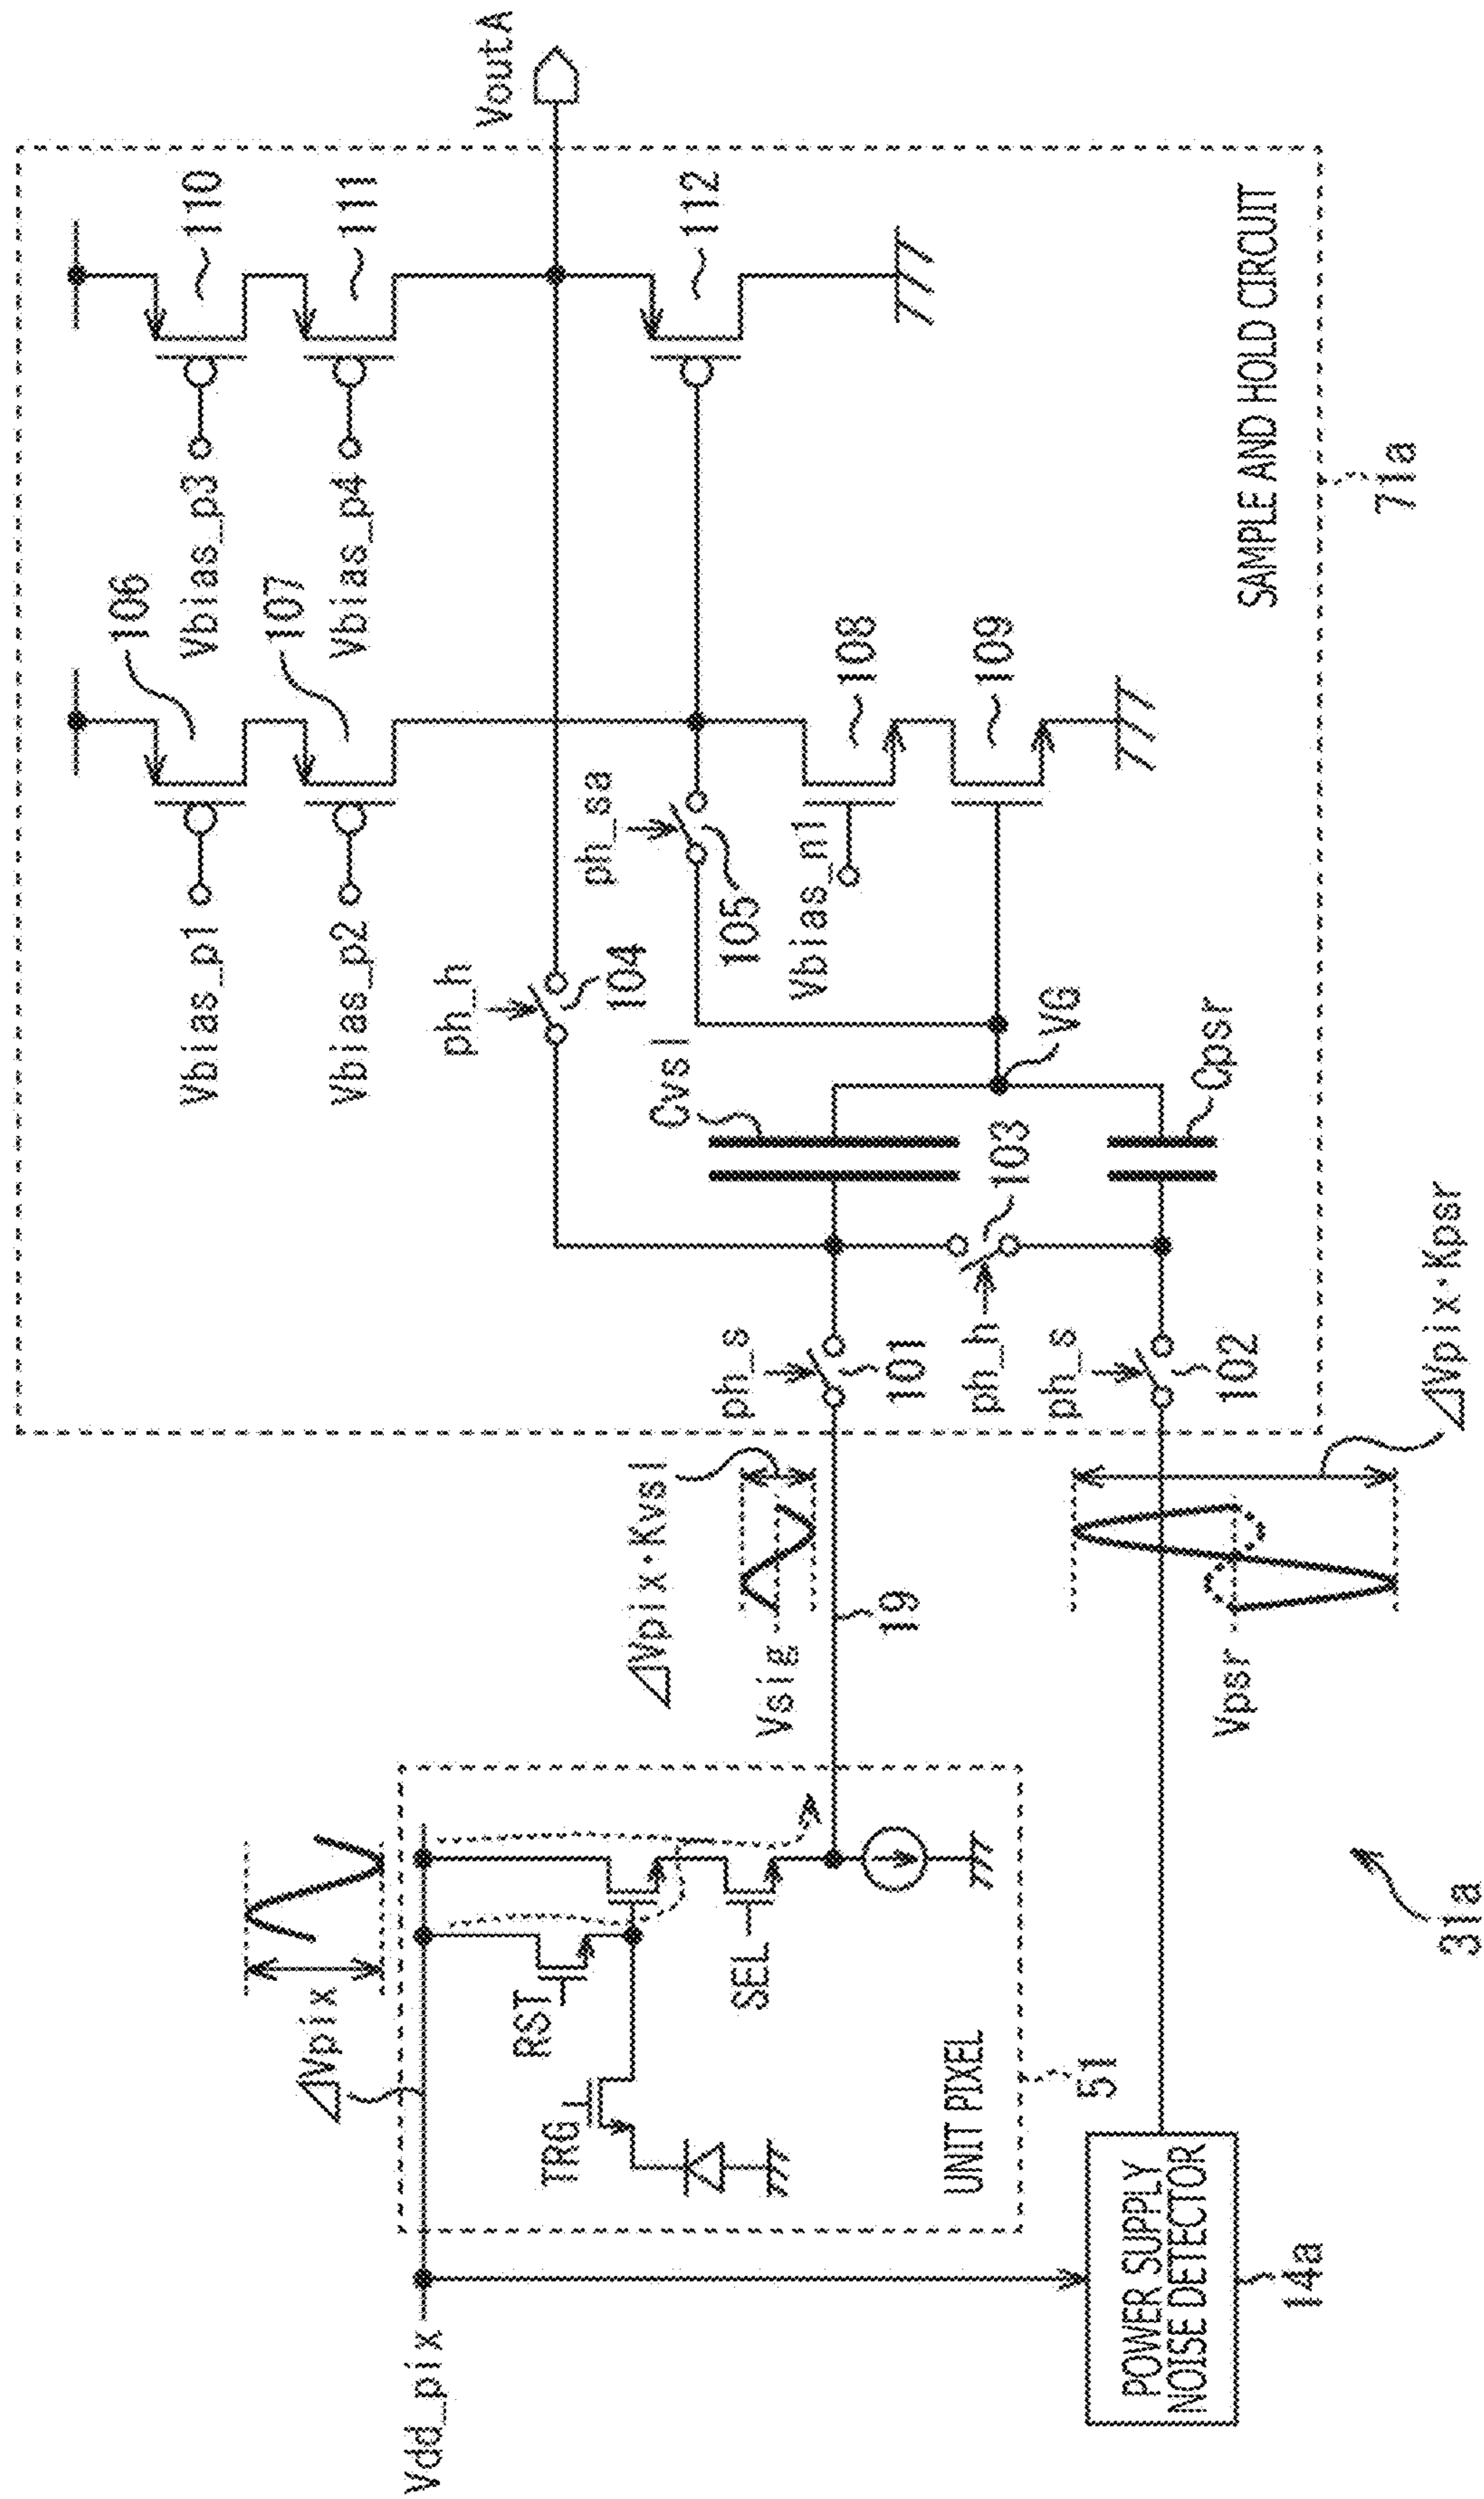 Vdd_pix
ΔVpix
TRG
RST
SEL
UNIT PIXEL
51
POWER SUPPLY
NOISE DETECTOR
14a
31a
ΔVpix·Kvsl
Vsig
19
Vpsr
ΔVpix·Kpsr
ph_s
101
ph_h
103
ph_s
102
Cvsl
Cpsr
VG
ph_h
104
ph_sa
105
Vbias_p1
Vbias_p2
106
107
Vbias_n1
108
109
Vbias_p3
Vbias_p4
110
111
112
VoutA
SAMPLE AND HOLD CIRCUIT
71a